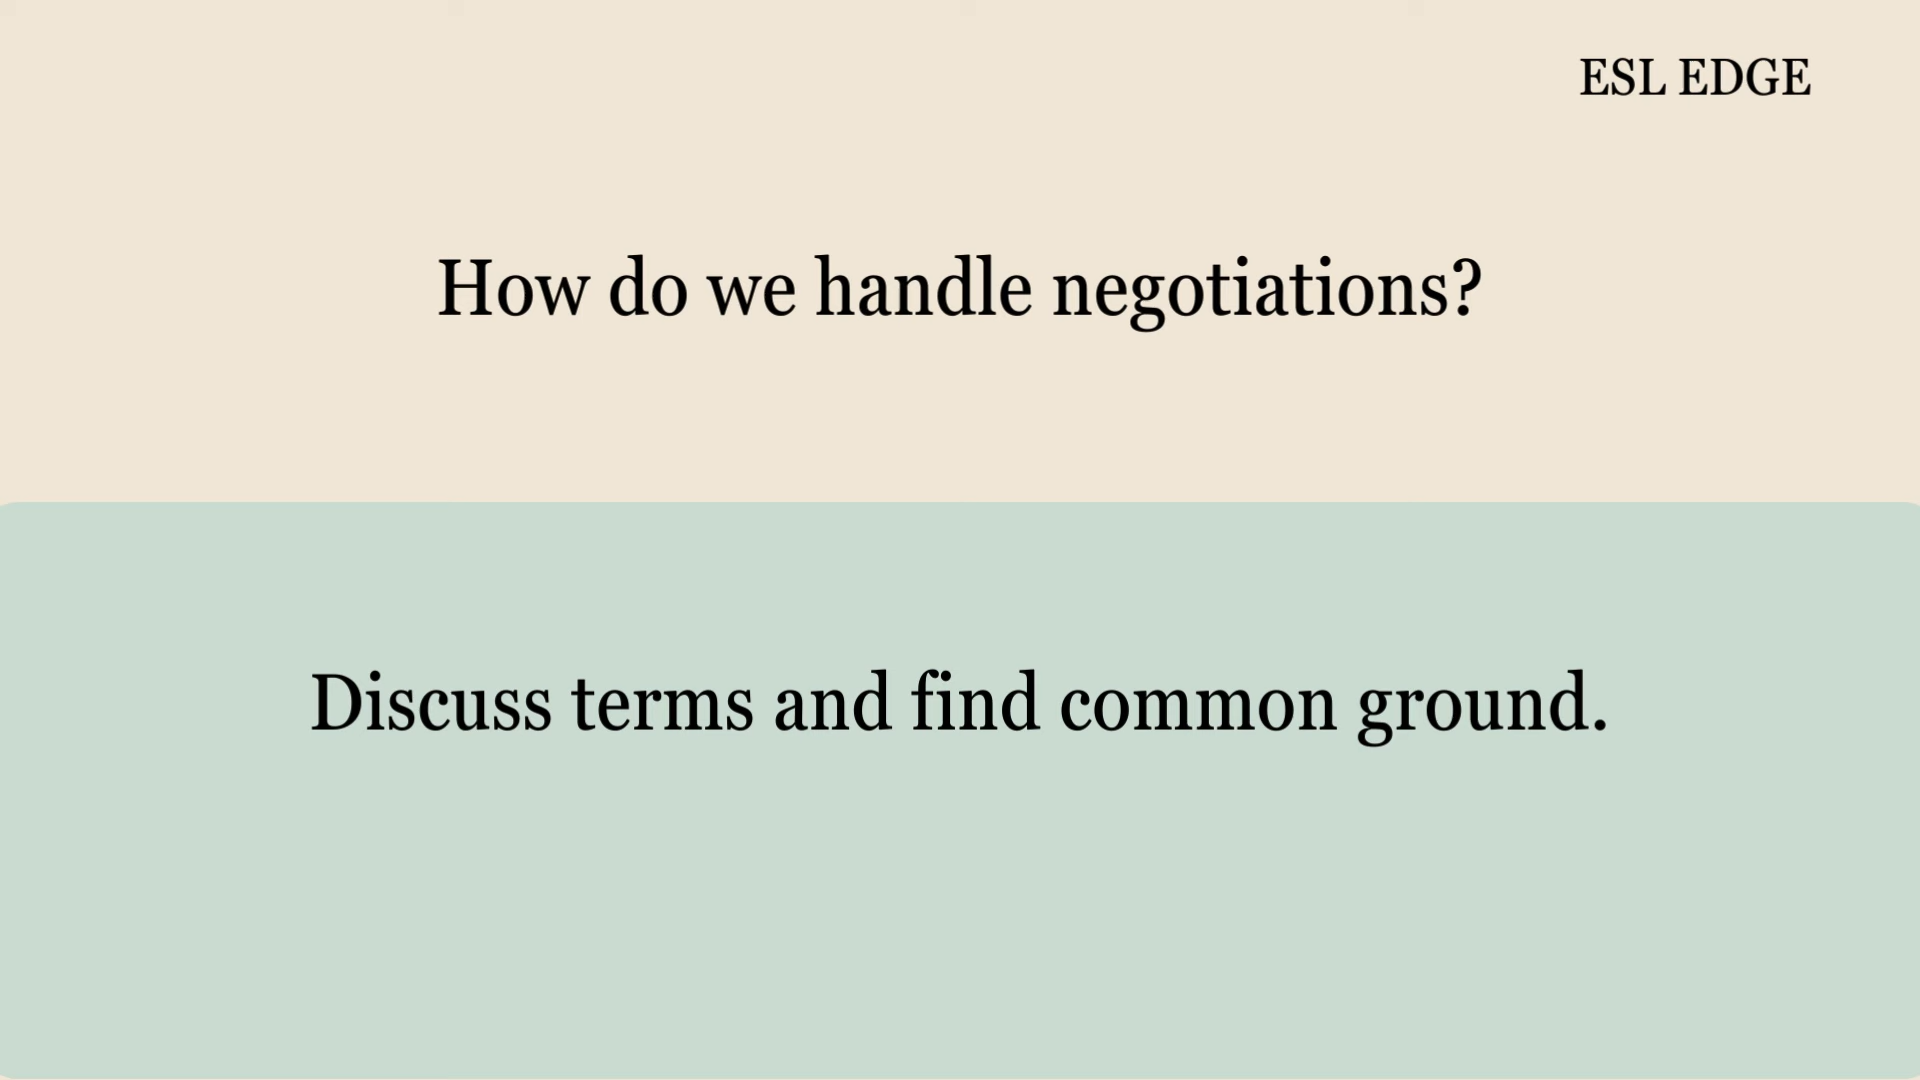 ESL EDGE
How do we handle negotiations?
Discuss terms and find common ground.